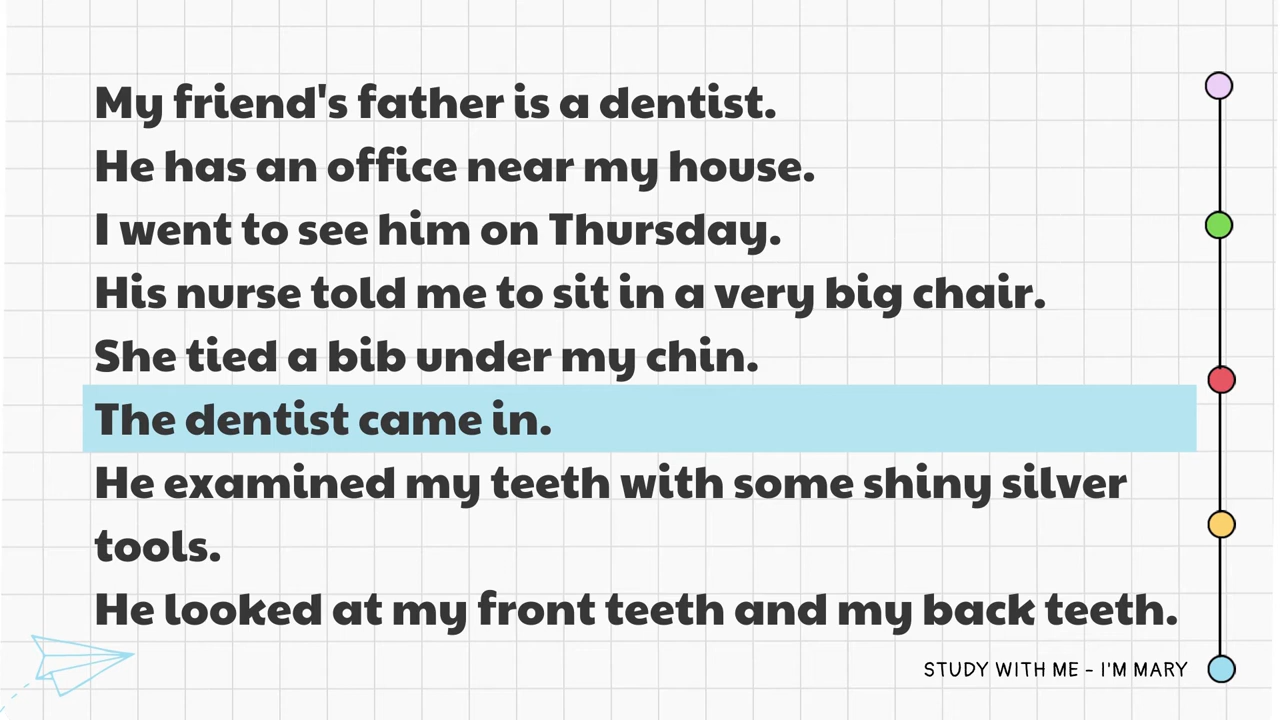 My friend's father is a dentist.
He has an office near my house.
I went to see him on Thursday.
His nurse told me to sit in a very big chair.
She tied a bib under my chin.
The dentist came in.
He examined my teeth with some shiny silver
tools.
He looked at my front teeth and my back teeth.
STUDY WITH ME - I'M MARY